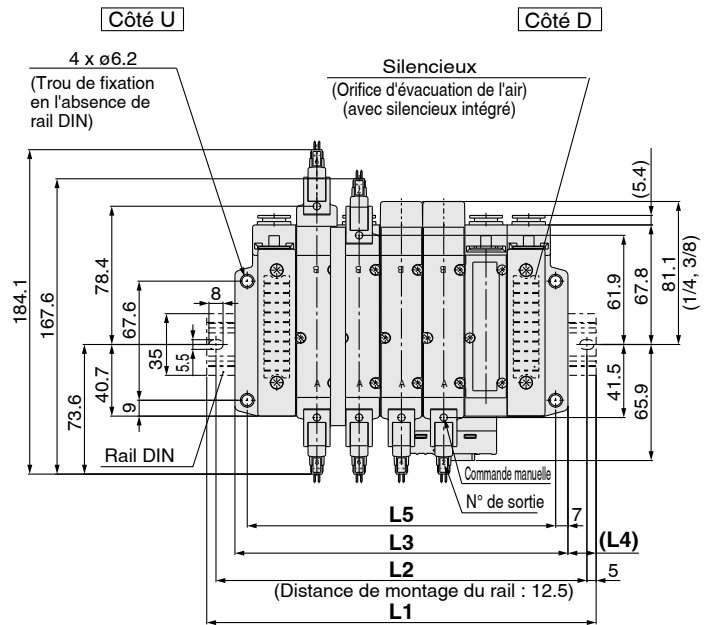 Côté U
Côté D
4 x ø6.2
(Trou de fixation
en l'absence de
rail DIN)
Silencieux
(Orifice d'évacuation de l'air)
(avec silencieux intégré)
184.1
167.6
78.4
67.6
8
35
5.5
73.6
40.7
9
(5.4)
61.9
67.8
81.1
(1/4, 3/8)
41.5
65.9
B
B
B
B
A
A
A
A
Rail DIN
Commande manuelle
N° de sortie
L5
7
L3
(L4)
L2
5
(Distance de montage du rail : 12.5)
L1